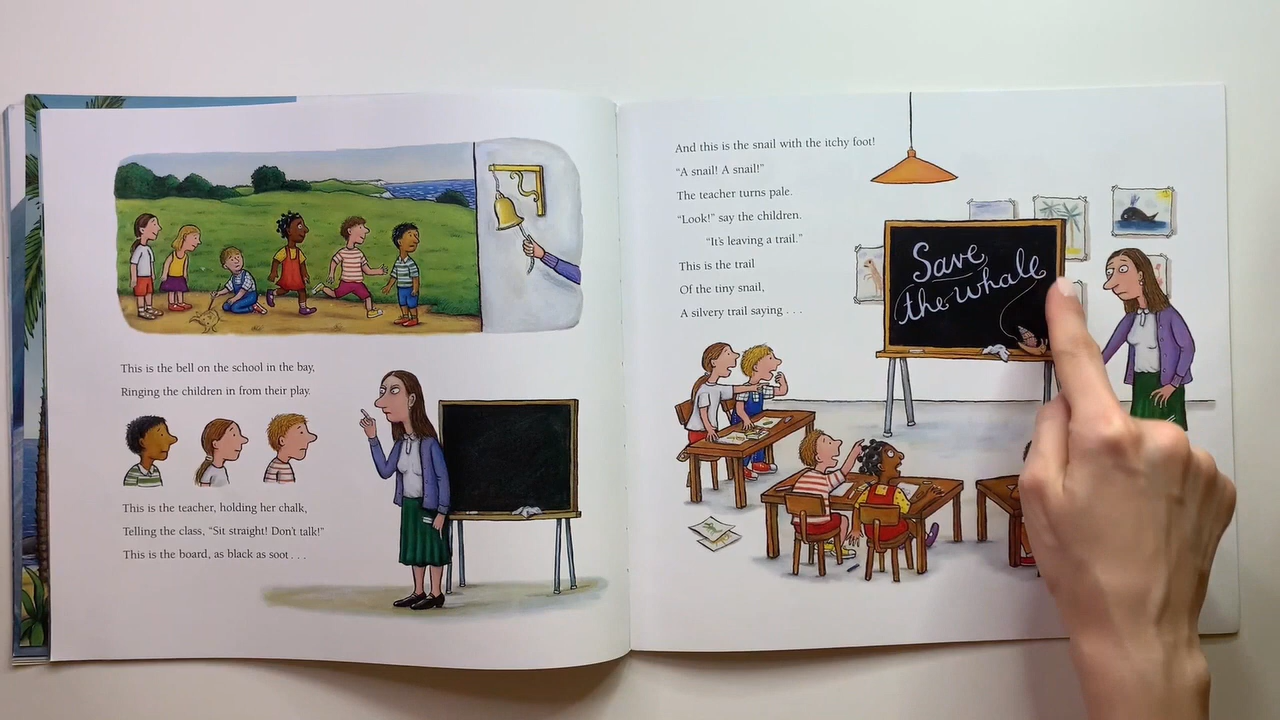 This is the bell on the school in the bay,
Ringing the children in from their play.
This is the teacher, holding her chalk,
Telling the class, "Sit straight! Don't talk!"
This is the board, as black as soot . . .
And this is the snail with the itchy foot!
"A snail! A snail!"
The teacher turns pale.
"Look!" say the children.
"It's leaving a trail."
This is the trail
Of the tiny snail,
A silvery trail saying . . .
Save
the whale